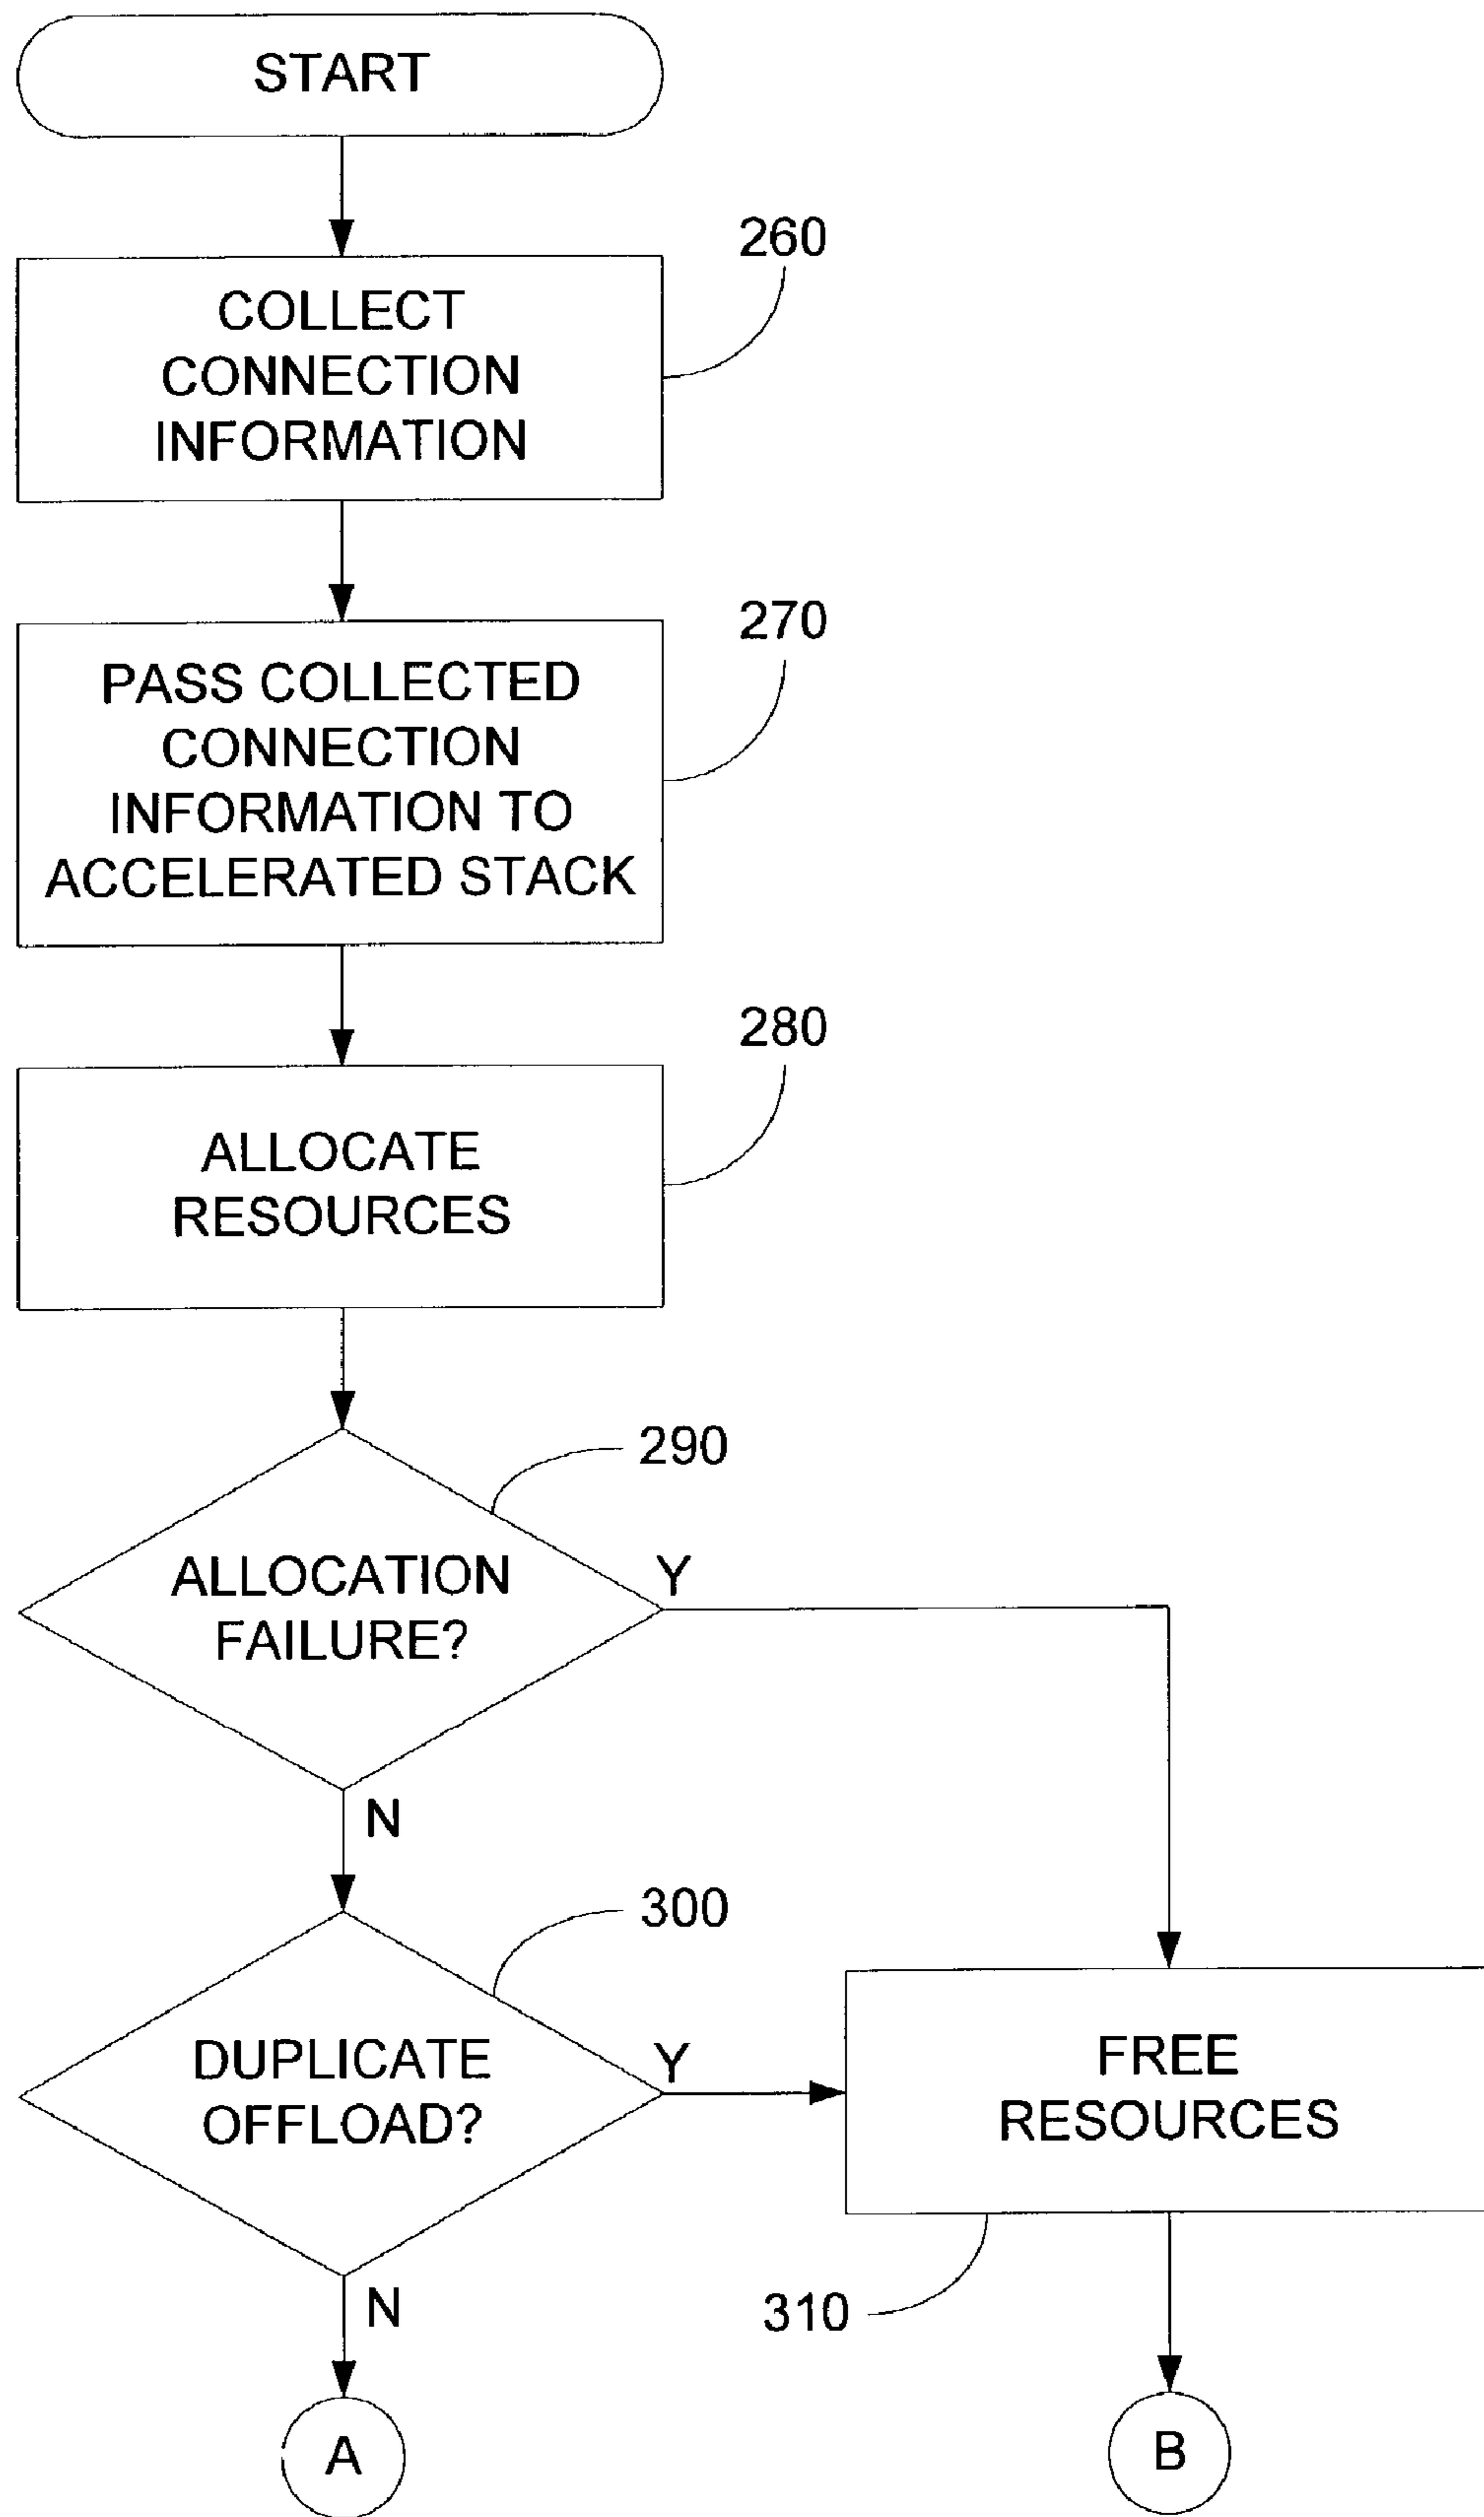 START
260
COLLECT
CONNECTION
INFORMATION
270
PASS COLLECTED
CONNECTION
INFORMATION TO
ACCELERATED STACK
280
ALLOCATE
RESOURCES
290
ALLOCATION
FAILURE?
Y
N
300
DUPLICATE
OFFLOAD?
Y
FREE
RESOURCES
310
N
A
B